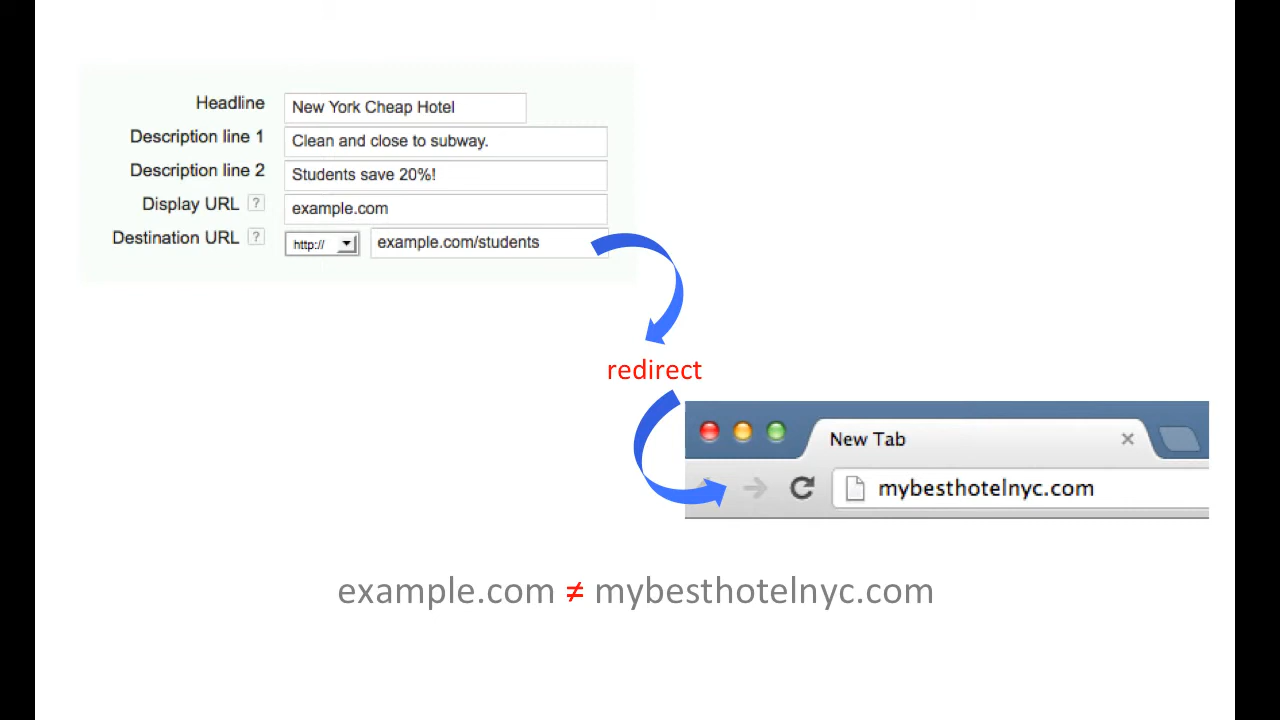 Headline New York Cheap Hotel
Description line 1 Clean and close to subway.
Description line 2 Students save 20%!
Display URL ? example.com
Destination URL ? http:// example.com/students
redirect
New Tab
mybesthotelnyc.com
example.com ≠ mybesthotelnyc.com